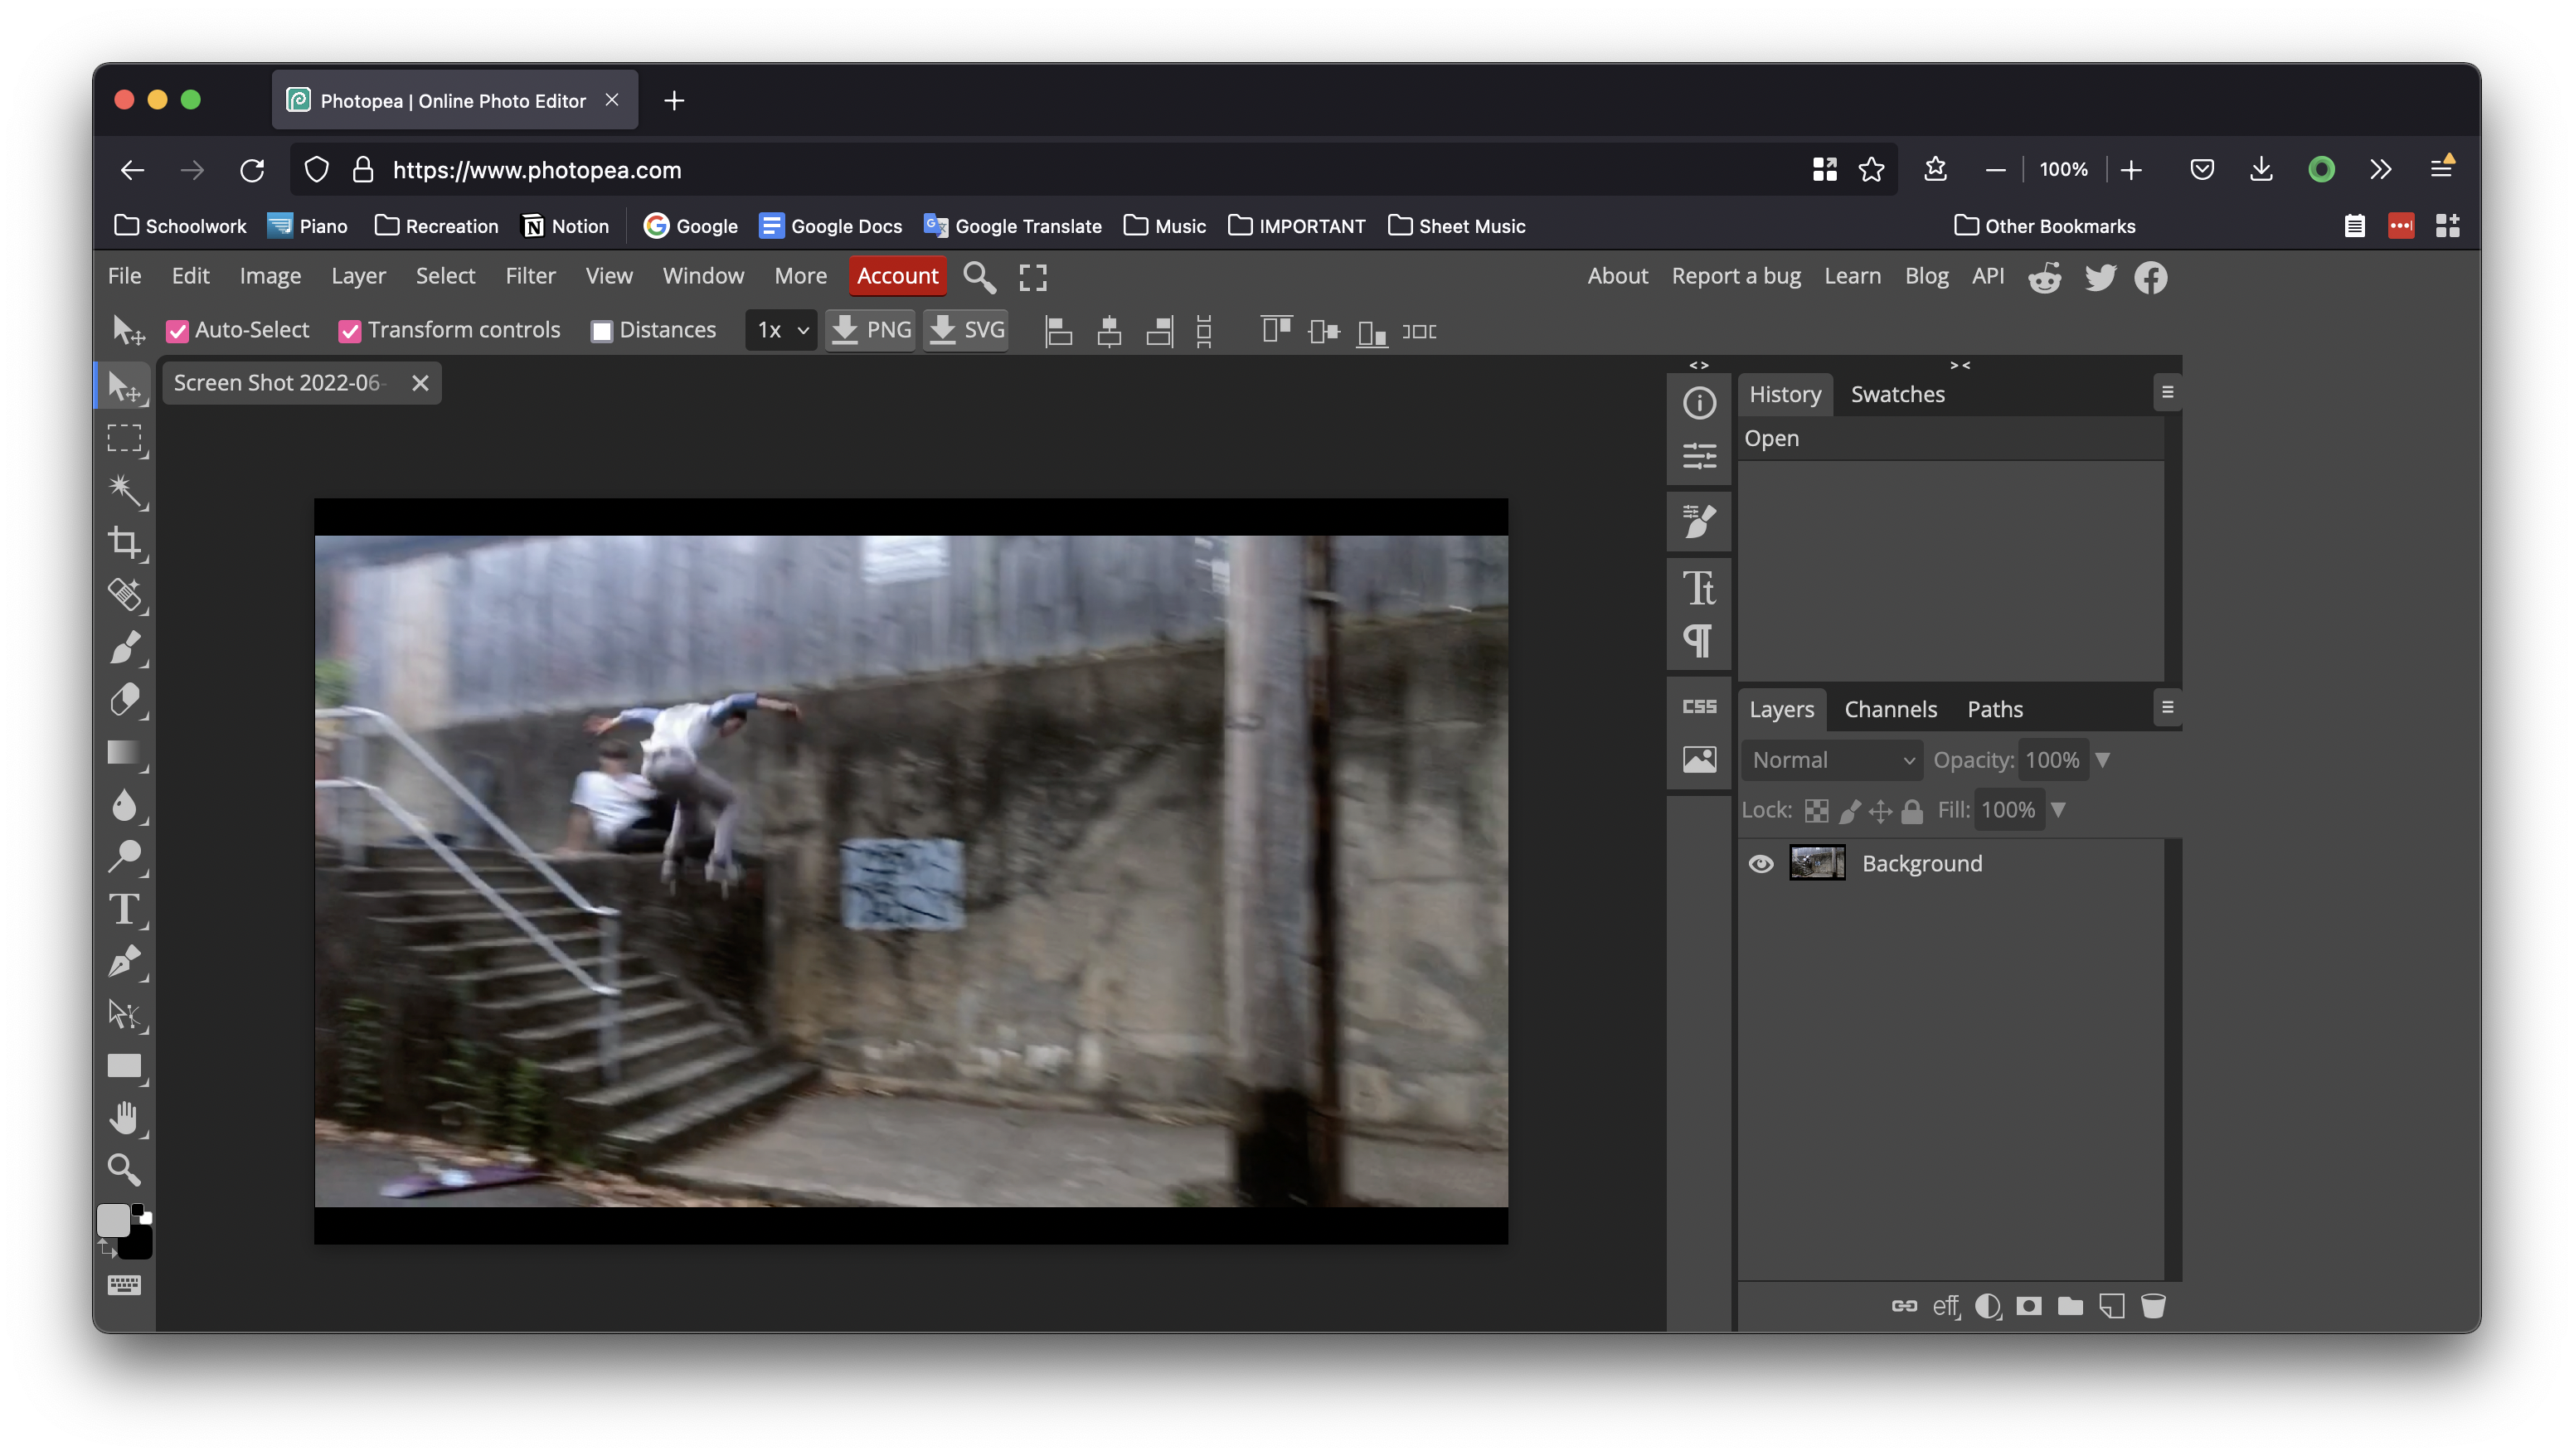 Photopea | Online Photo Editor
https://www.photopea.com
100%
Schoolwork Piano Recreation Notion Google Google Docs Google Translate Music IMPORTANT Sheet Music Other Bookmarks
File Edit Image Layer Select Filter View Window More Account About Report a bug Learn Blog API
Auto-Select Transform controls Distances 1x PNG SVG
Screen Shot 2022-06-
< > > <
History Swatches
Open
Tt
CSS
Layers Channels Paths
Normal Opacity: 100%
Lock: Fill: 100%
Background
T
eff